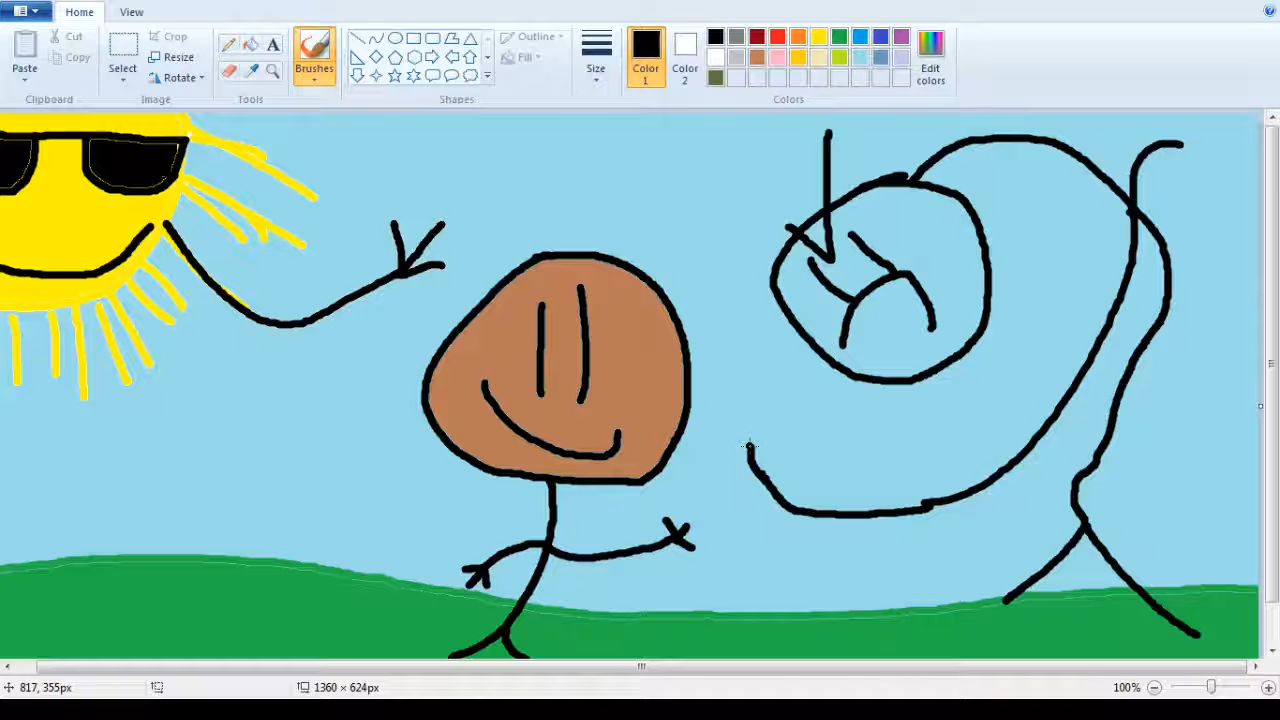 Home View
Paste
Cut
Copy
Clipboard
Select
Crop
Resize
Rotate
Image
A
Tools
Brushes
Outline
Fill
Shapes
Size
Color 1
Color 2
Edit colors
Colors
817, 355px
1360 × 624px
100%